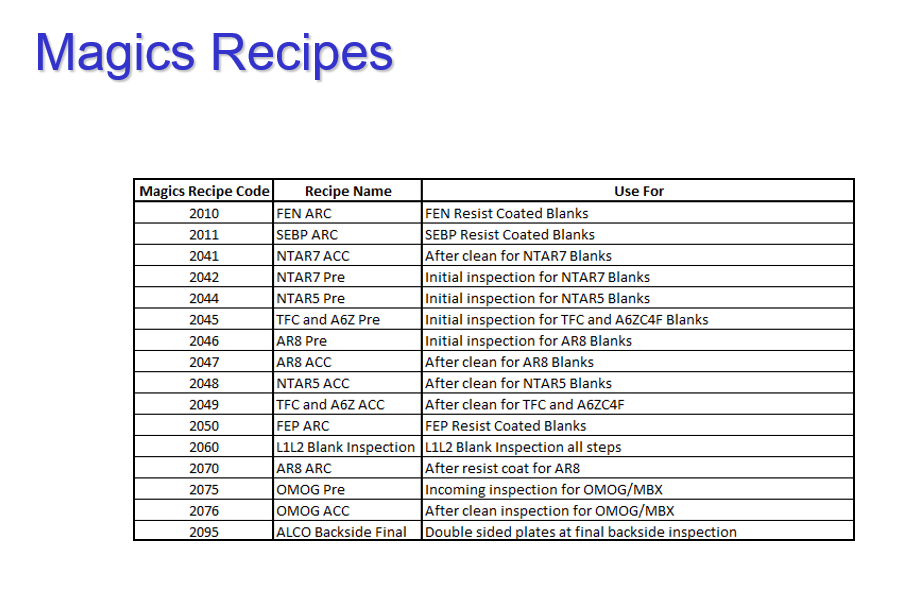 Magics Recipes
Magics Recipe Code Recipe Name Use For
2010 FEN ARC FEN Resist Coated Blanks
2011 SEBP ARC SEBP Resist Coated Blanks
2041 NTAR7 ACC After clean for NTAR7 Blanks
2042 NTAR7 Pre Initial inspection for NTAR7 Blanks
2044 NTAR5 Pre Initial inspection for NTAR5 Blanks
2045 TFC and A6Z Pre Initial inspection for TFC and A6ZC4F Blanks
2046 AR8 Pre Initial inspection for AR8 Blanks
2047 AR8 ACC After clean for AR8 Blanks
2048 NTAR5 ACC After clean for NTAR5 Blanks
2049 TFC and A6Z ACC After clean for TFC and A6ZC4F
2050 FEP ARC FEP Resist Coated Blanks
2060 L1L2 Blank Inspection L1L2 Blank Inspection all steps
2070 AR8 ARC After resist coat for AR8
2075 OMOG Pre Incoming inspection for OMOG/MBX
2076 OMOG ACC After clean inspection for OMOG/MBX
2095 ALCO Backside Final Double sided plates at final backside inspection